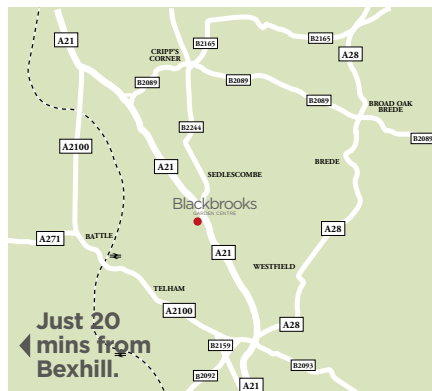 A21
B2165
B2165
A28
CRIPP'S
CORNER
B2089
B2089
B2089
BROAD OAK
BREDE
B2089
A2100
B2244
A21
SEDLESCOMBE
BREDE
Blackbrooks
GARDEN CENTRE
A271
BATTLE
A21
A28
WESTFIELD
TELHAM
A2100
A28
Just 20
mins from
Bexhill.
B2159
B2093
B2092
A21